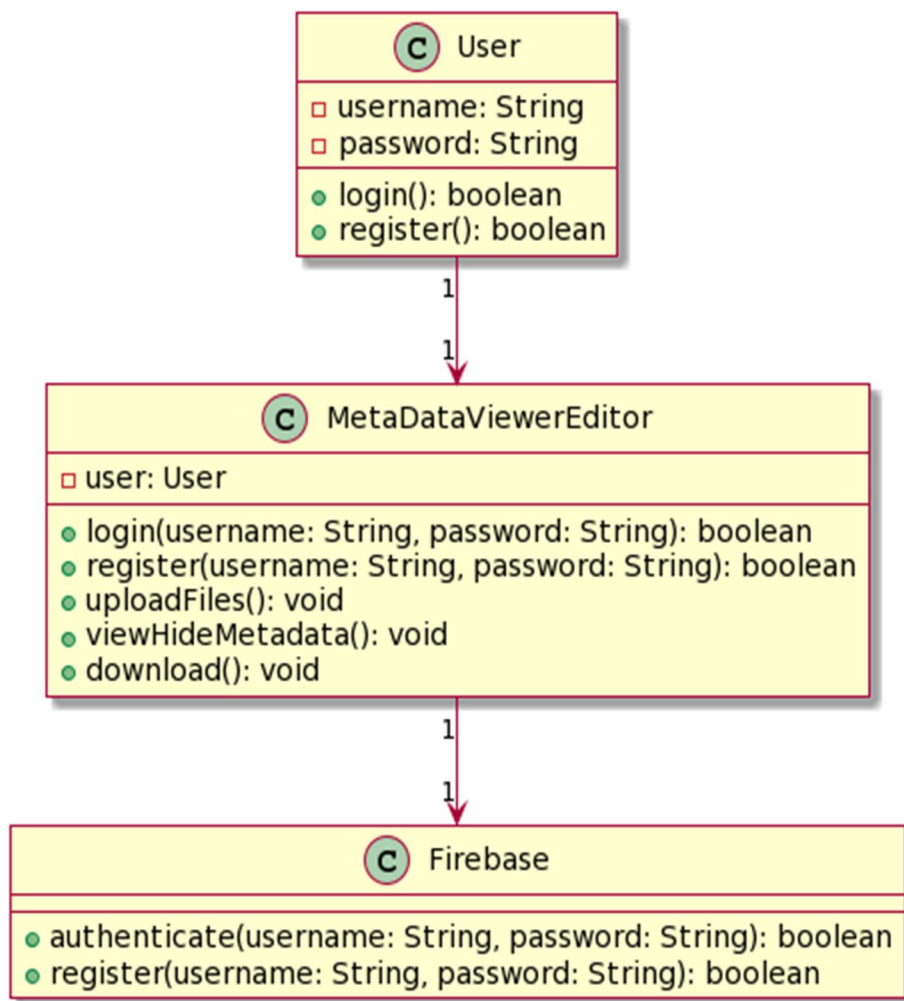 C User
username: String
password: String
login(): boolean
register(): boolean
1
1
C MetaDataViewerEditor
user: User
login(username: String, password: String): boolean
register(username: String, password: String): boolean
uploadFiles(): void
viewHideMetadata(): void
download(): void
1
1
C Firebase
authenticate(username: String, password: String): boolean
register(username: String, password: String): boolean